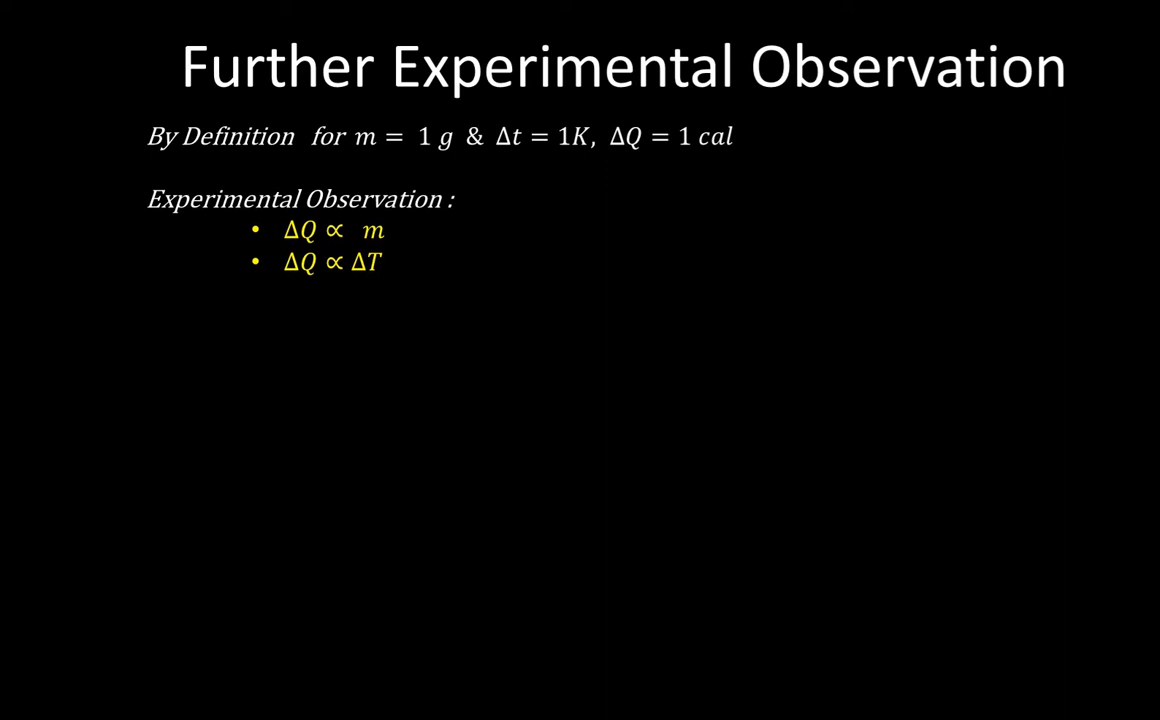 Further Experimental Observation
By Definition for m = 1 g & Δt = 1K, ΔQ = 1 cal
Experimental Observation :
• ΔQ ∝ m
• ΔQ ∝ ΔT